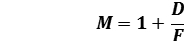 M = 1 + D/F